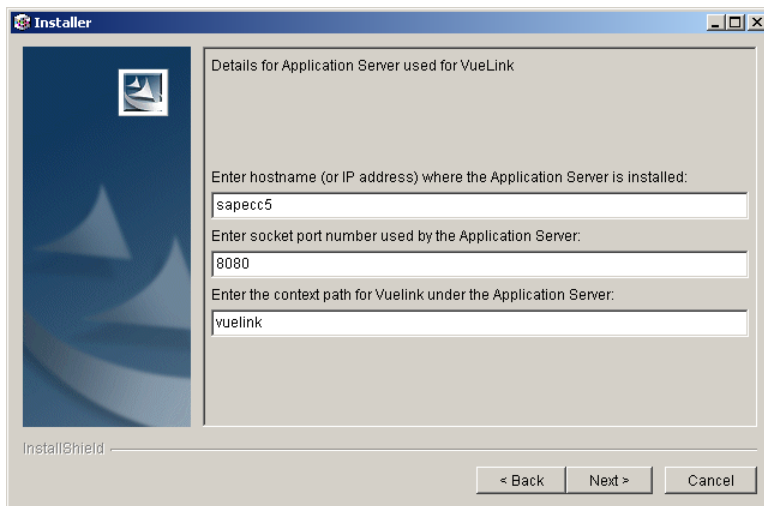 Installer
Details for Application Server used for VueLink
Enter hostname (or IP address) where the Application Server is installed:
sapecc5
Enter socket port number used by the Application Server:
8080
Enter the context path for Vuelink under the Application Server:
vuelink
InstallShield
< Back Next > Cancel